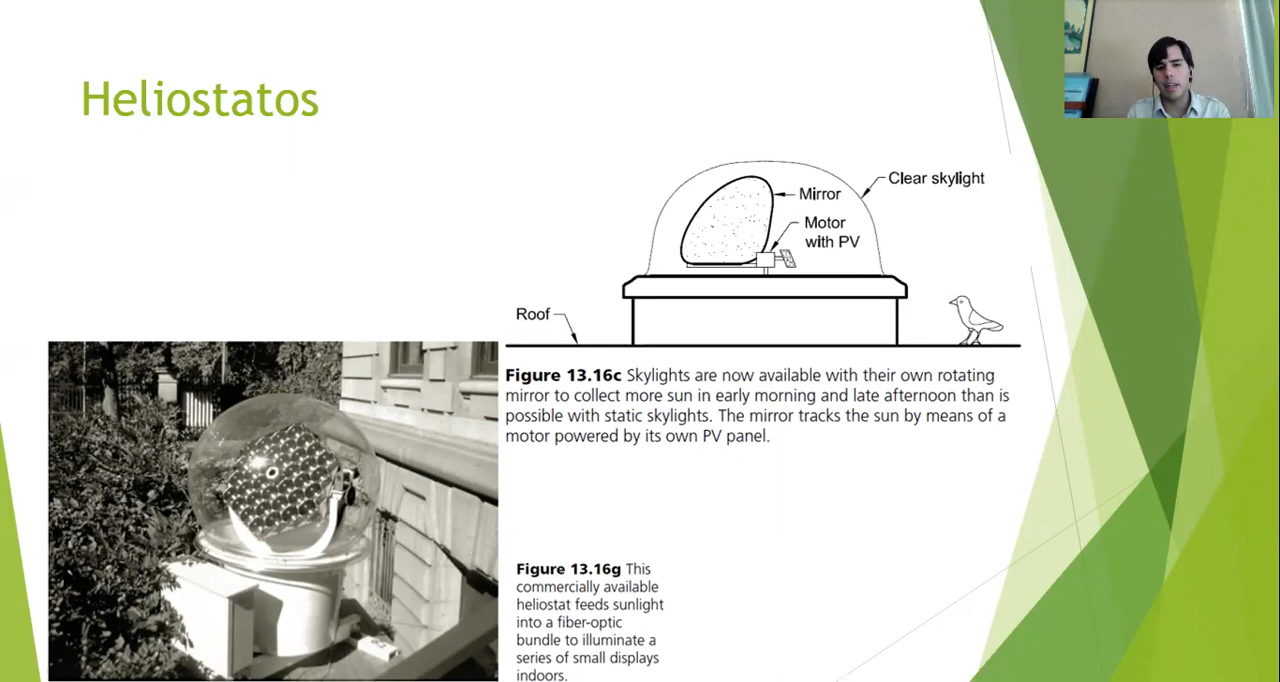 Heliostatos
Clear skylight
Mirror
Motor
with PV
Roof
Figure 13.16c Skylights are now available with their own rotating
mirror to collect more sun in early morning and late afternoon than is
possible with static skylights. The mirror tracks the sun by means of a
motor powered by its own PV panel.
Figure 13.16g This
commercially available
heliostat feeds sunlight
into a fiber-optic
bundle to illuminate a
series of small displays
indoors.